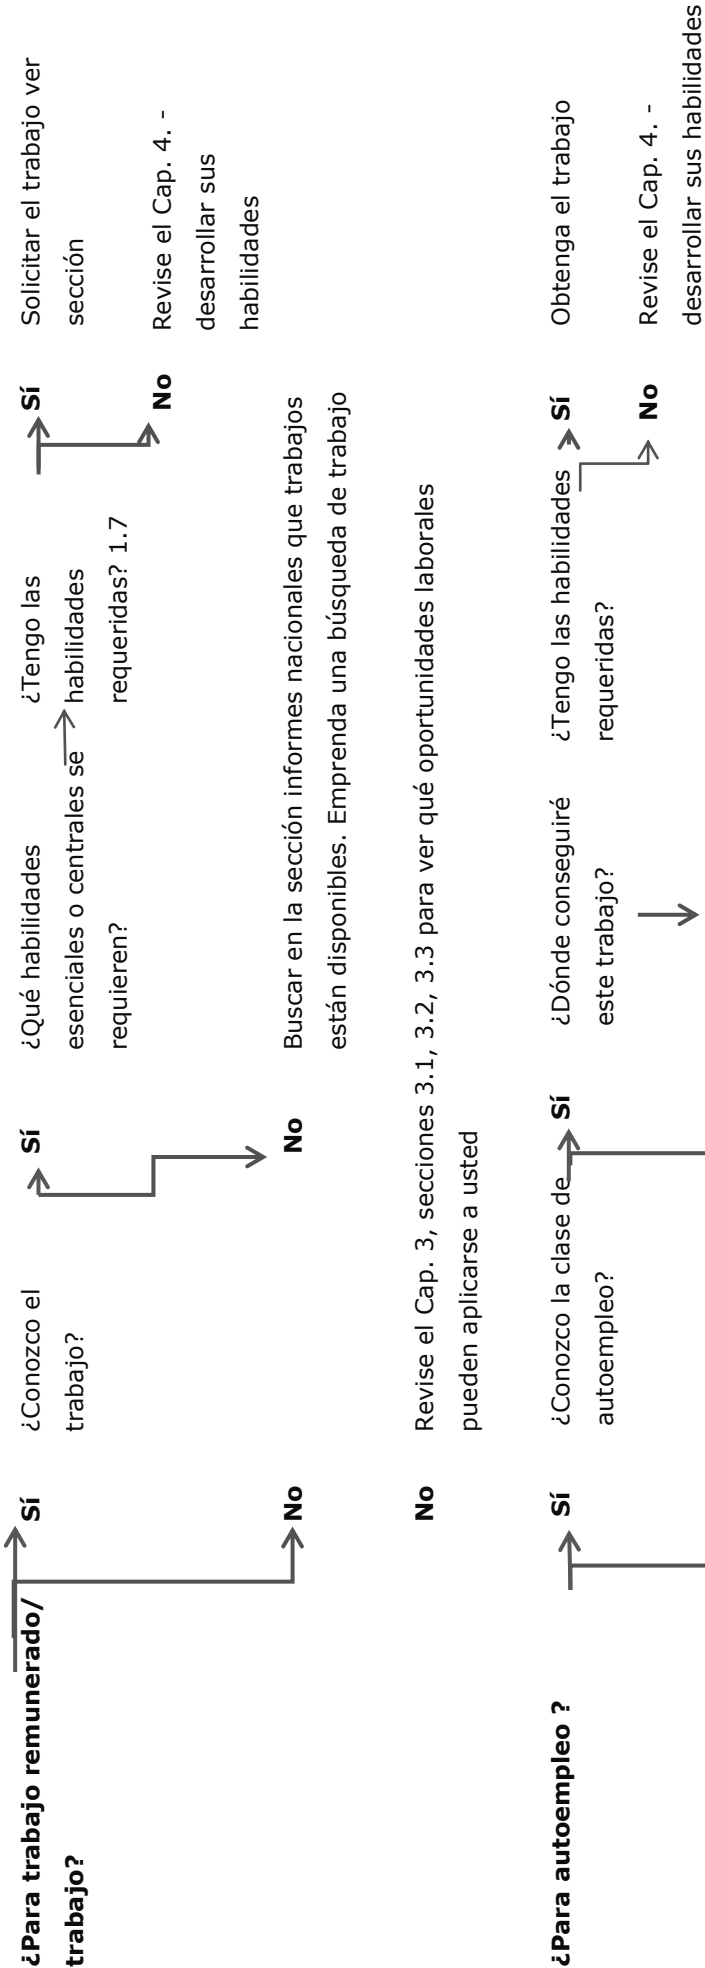 ¿Para trabajo remunerado/
trabajo?
Sí
¿Conozco el
trabajo?
Sí
¿Qué habilidades
esenciales o centrales se
requieren?
¿Tengo las
habilidades
requeridas? 1.7
Sí
Solicitar el trabajo ver
sección
No
Revise el Cap. 4. -
desarrollar sus
habilidades
No
No
Buscar en la sección informes nacionales que trabajos
están disponibles. Emprenda una búsqueda de trabajo
No
Revise el Cap. 3, secciones 3.1, 3.2, 3.3 para ver qué oportunidades laborales
pueden aplicarse a usted
¿Para autoempleo ?
Sí
¿Conozco la clase de
autoempleo?
Sí
¿Dónde conseguiré
este trabajo?
¿Tengo las habilidades
requeridas?
Sí
Obtenga el trabajo
No
Revise el Cap. 4. -
desarrollar sus habilidades